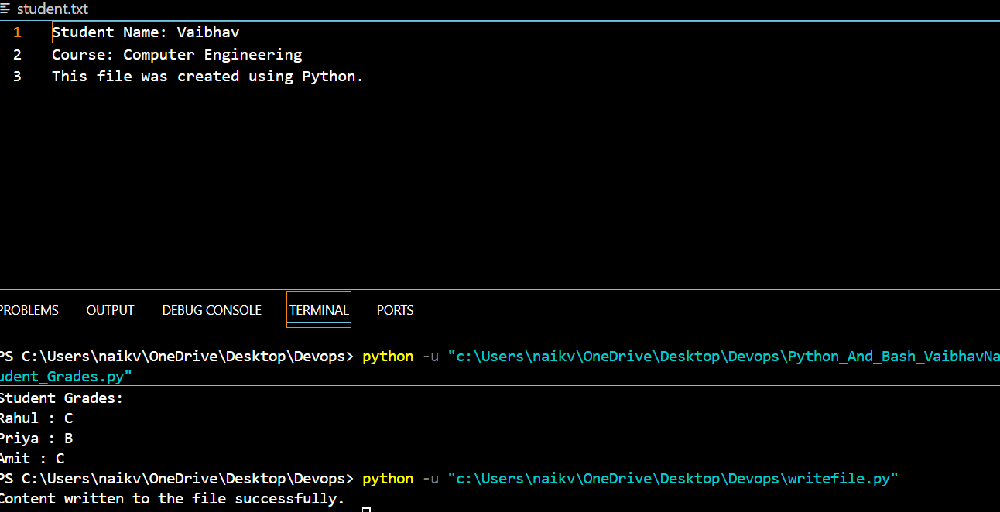 student.txt
1 Student Name: Vaibhav
2 Course: Computer Engineering
3 This file was created using Python.
PROBLEMS OUTPUT DEBUG CONSOLE TERMINAL PORTS
PS C:\Users\naikv\OneDrive\Desktop\Devops> python -u "c:\Users\naikv\OneDrive\Desktop\Devops\Python_And_Bash_VaibhavNa
udent_Grades.py"
Student Grades:
Rahul : C
Priya : B
Amit : C
PS C:\Users\naikv\OneDrive\Desktop\Devops> python -u "c:\Users\naikv\OneDrive\Desktop\Devops\writefile.py"
Content written to the file successfully.